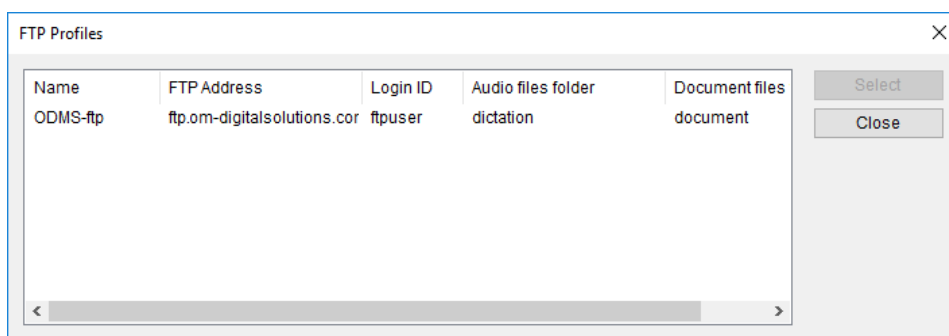 FTP Profiles
Name FTP Address Login ID Audio files folder Document files
ODMS-ftp ftp.om-digitalsolutions.cor ftpuser dictation document
Select
Close